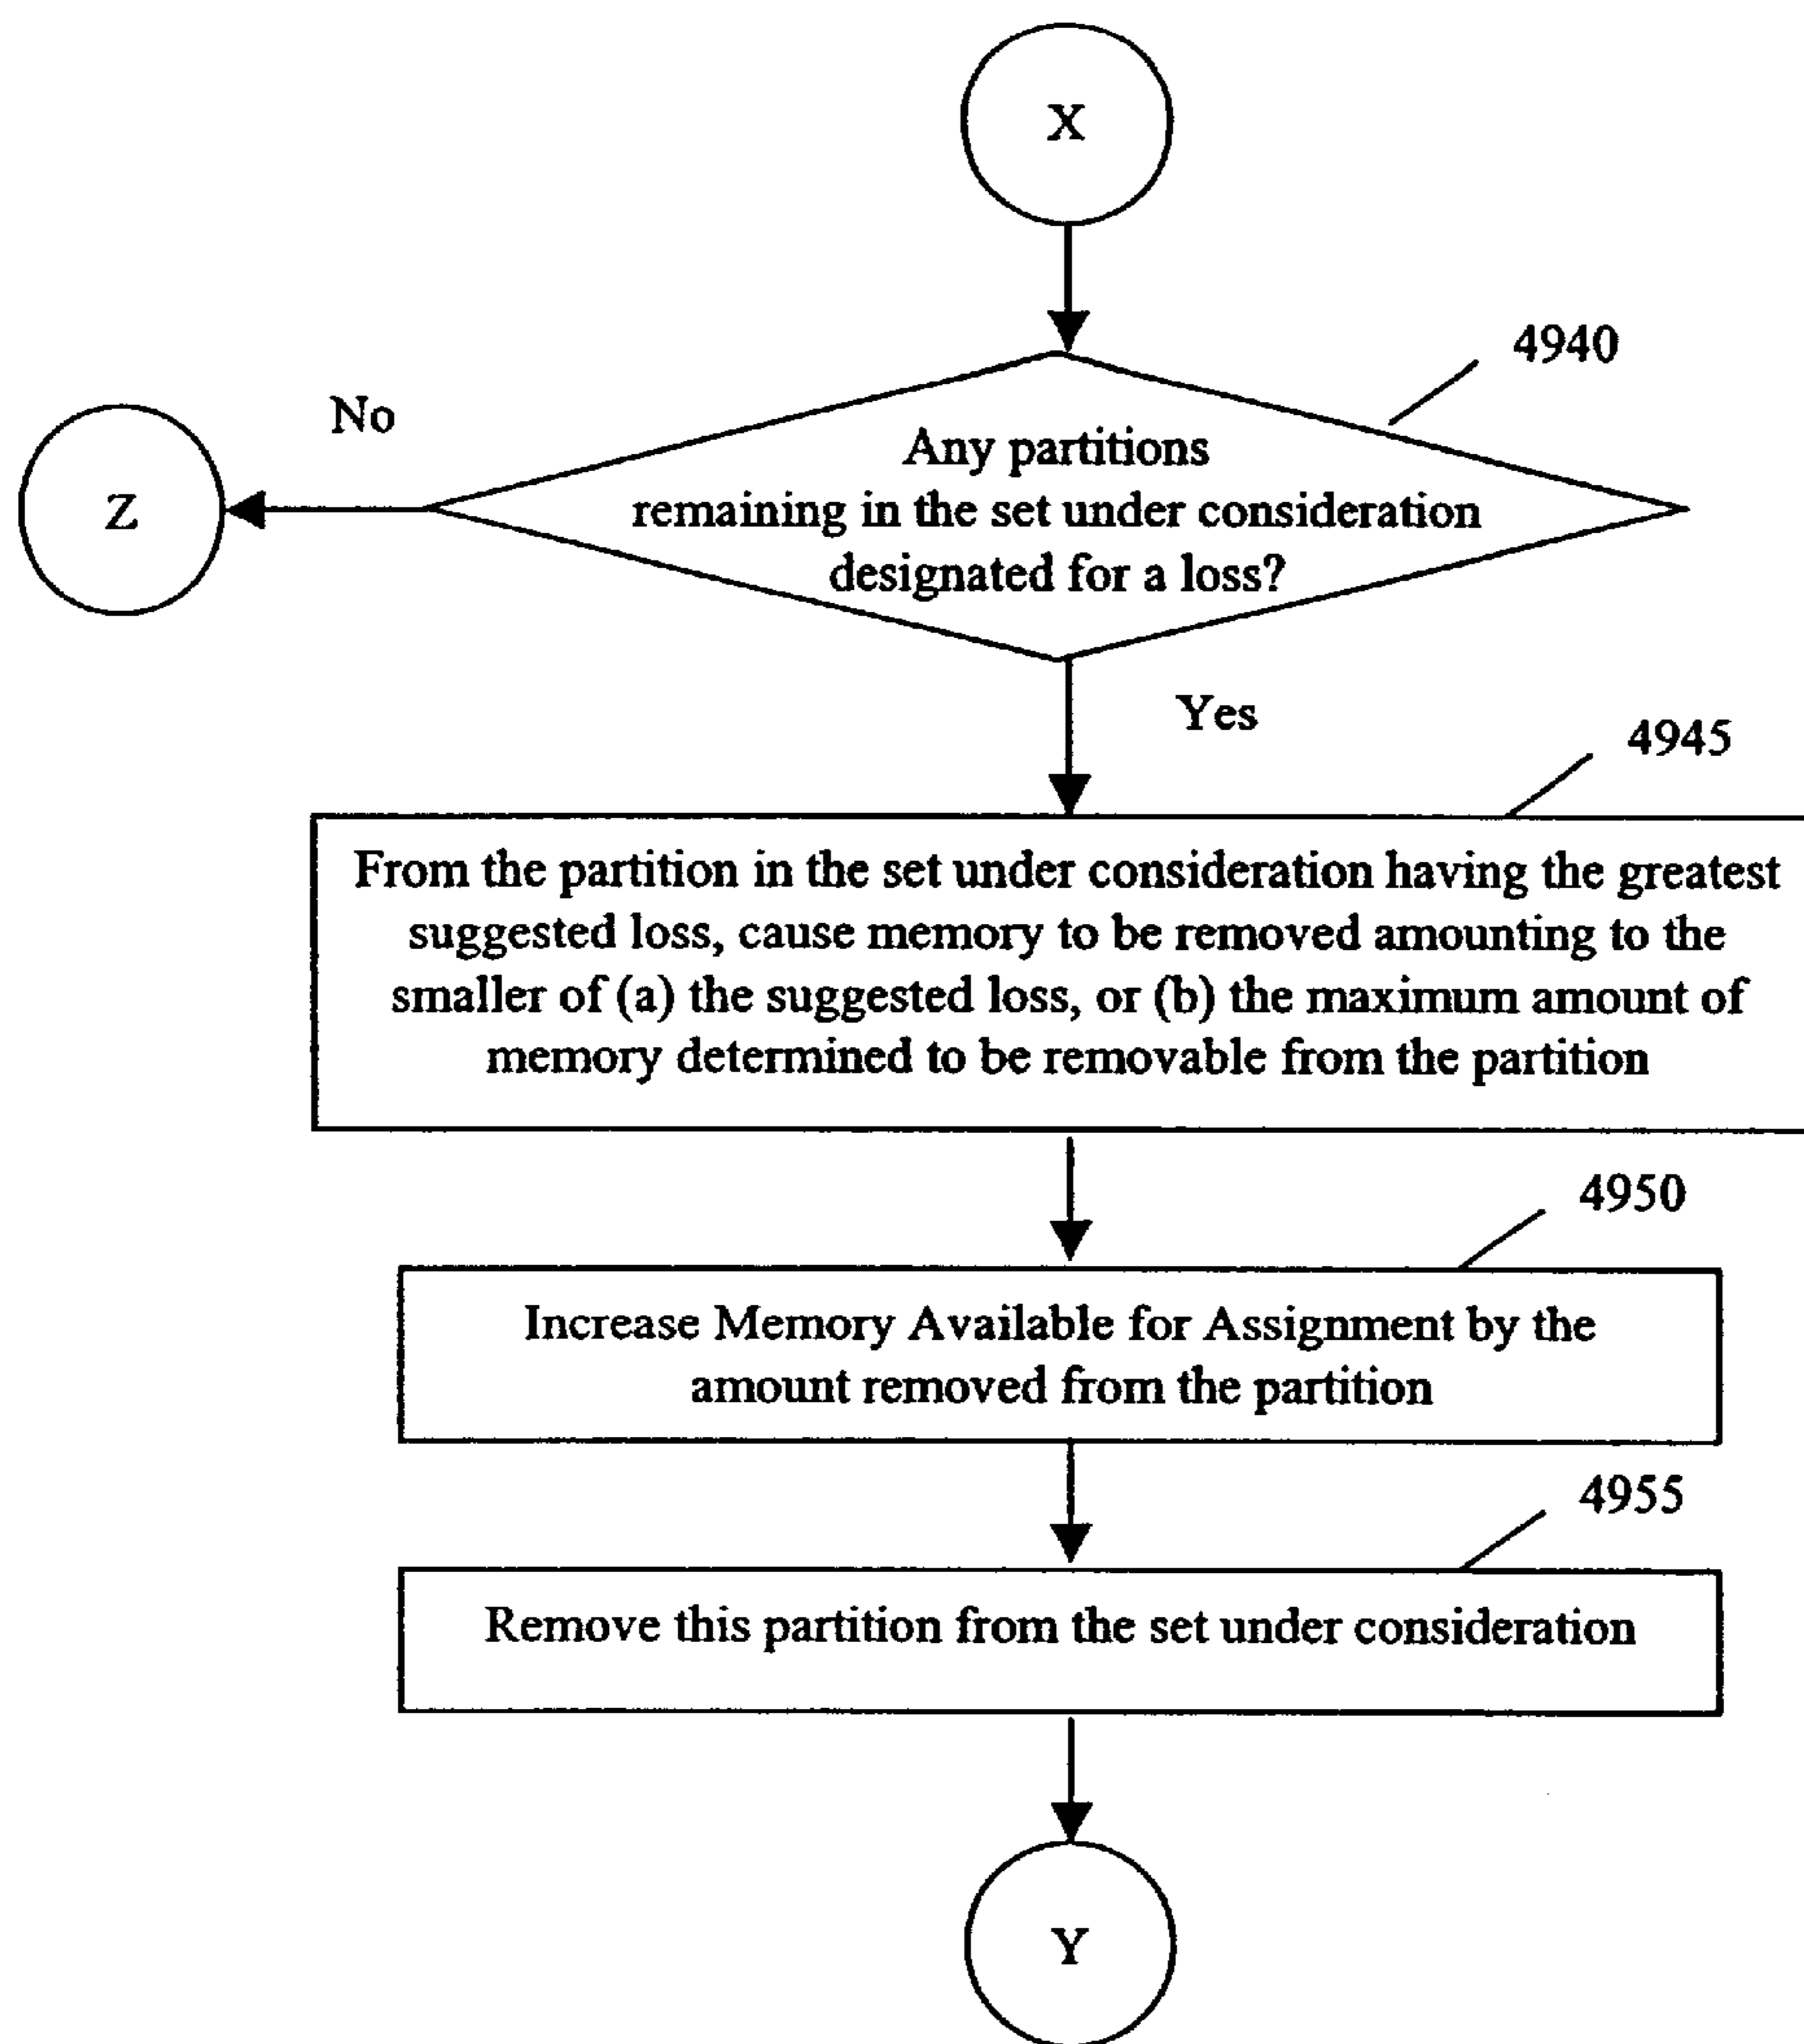 X
4940
No
Any partitions
remaining in the set under consideration
designated for a loss?
Z
Yes
4945
From the partition in the set under consideration having the greatest
suggested loss, cause memory to be removed amounting to the
smaller of (a) the suggested loss, or (b) the maximum amount of
memory determined to be removable from the partition
4950
Increase Memory Available for Assignment by the
amount removed from the partition
4955
Remove this partition from the set under consideration
Y